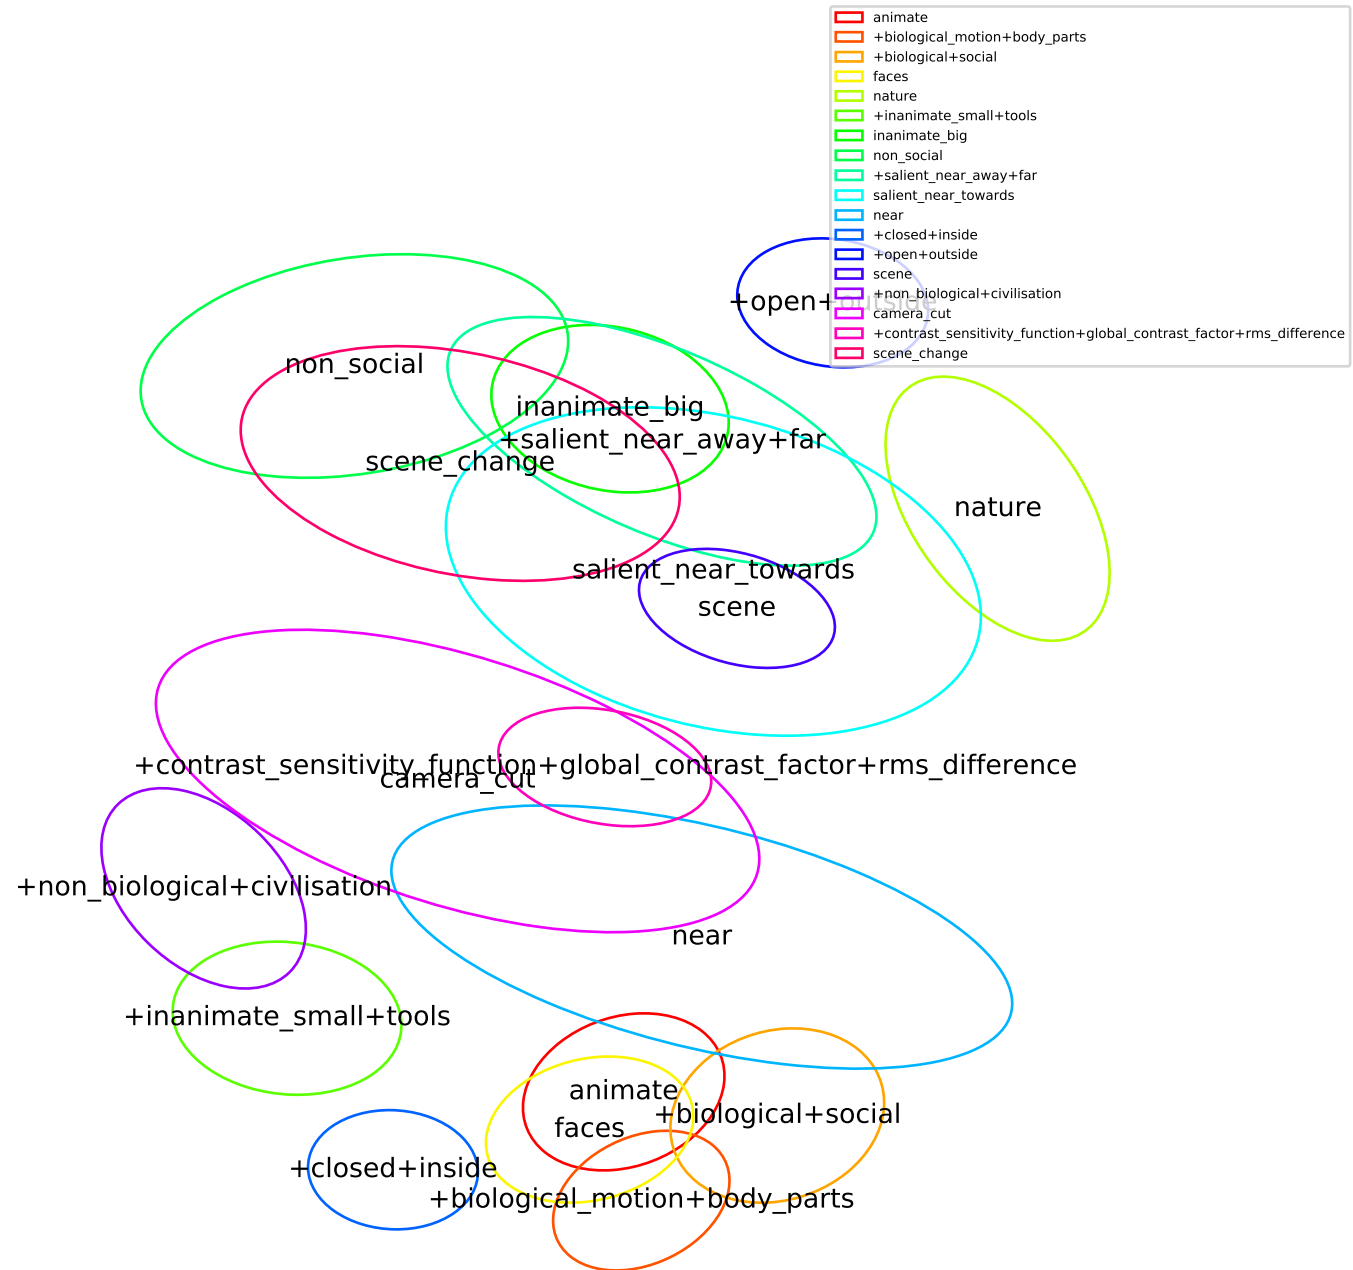 animate
+biological_motion+body_parts
+biological+social
faces
nature
+inanimate_small+tools
inanimate_big
non_social
+salient_near_away+far
salient_near_towards
near
+closed+inside
+open+outside
scene
+non_biological+civilisation
camera_cut
+contrast_sensitivity_function+global_contrast_factor+rms_difference
scene_change
+open+outside
non_social
inanimate_big
+salient_near_away+far
scene_change
nature
salient_near_towards
scene
+contrast_sensitivity_function+global_contrast_factor+rms_difference
camera_cut
+non_biological+civilisation
near
+inanimate_small+tools
animate
+biological+social
faces
+closed+inside
+biological_motion+body_parts